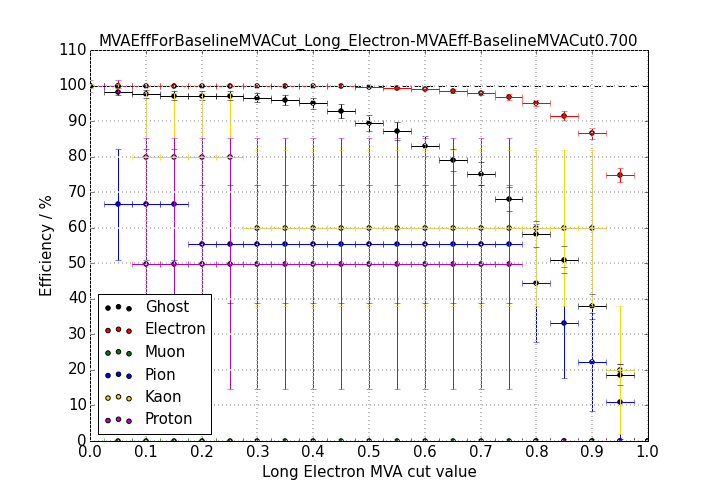 MVAEffForBaselineMVACut_Long_Electron-MVAEff-BaselineMVACut0.700
110
100
90
80
70
60
50
40
30
20
10
0
Efficiency / %
Ghost
Electron
Muon
Pion
Kaon
Proton
0.0 0.1 0.2 0.3 0.4 0.5 0.6 0.7 0.8 0.9 1.0
Long Electron MVA cut value